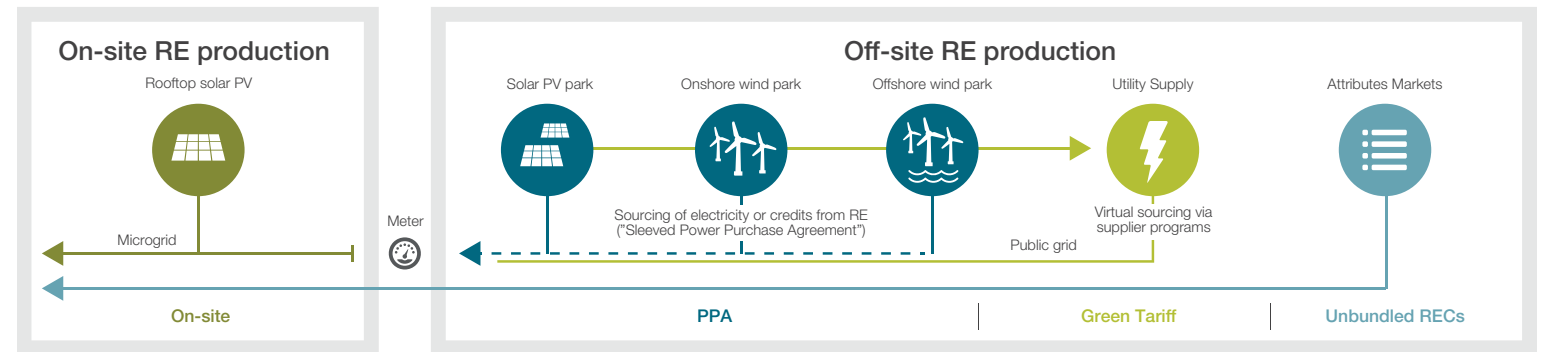 On-site RE production
Rooftop solar PV
Microgrid
On-site
Meter
Off-site RE production
Solar PV park
Onshore wind park
Offshore wind park
Utility Supply
Attributes Markets
Sourcing of electricity or credits from RE
("Sleeved Power Purchase Agreement")
Virtual sourcing via
supplier programs
Public grid
PPA
Green Tariff
Unbundled RECs